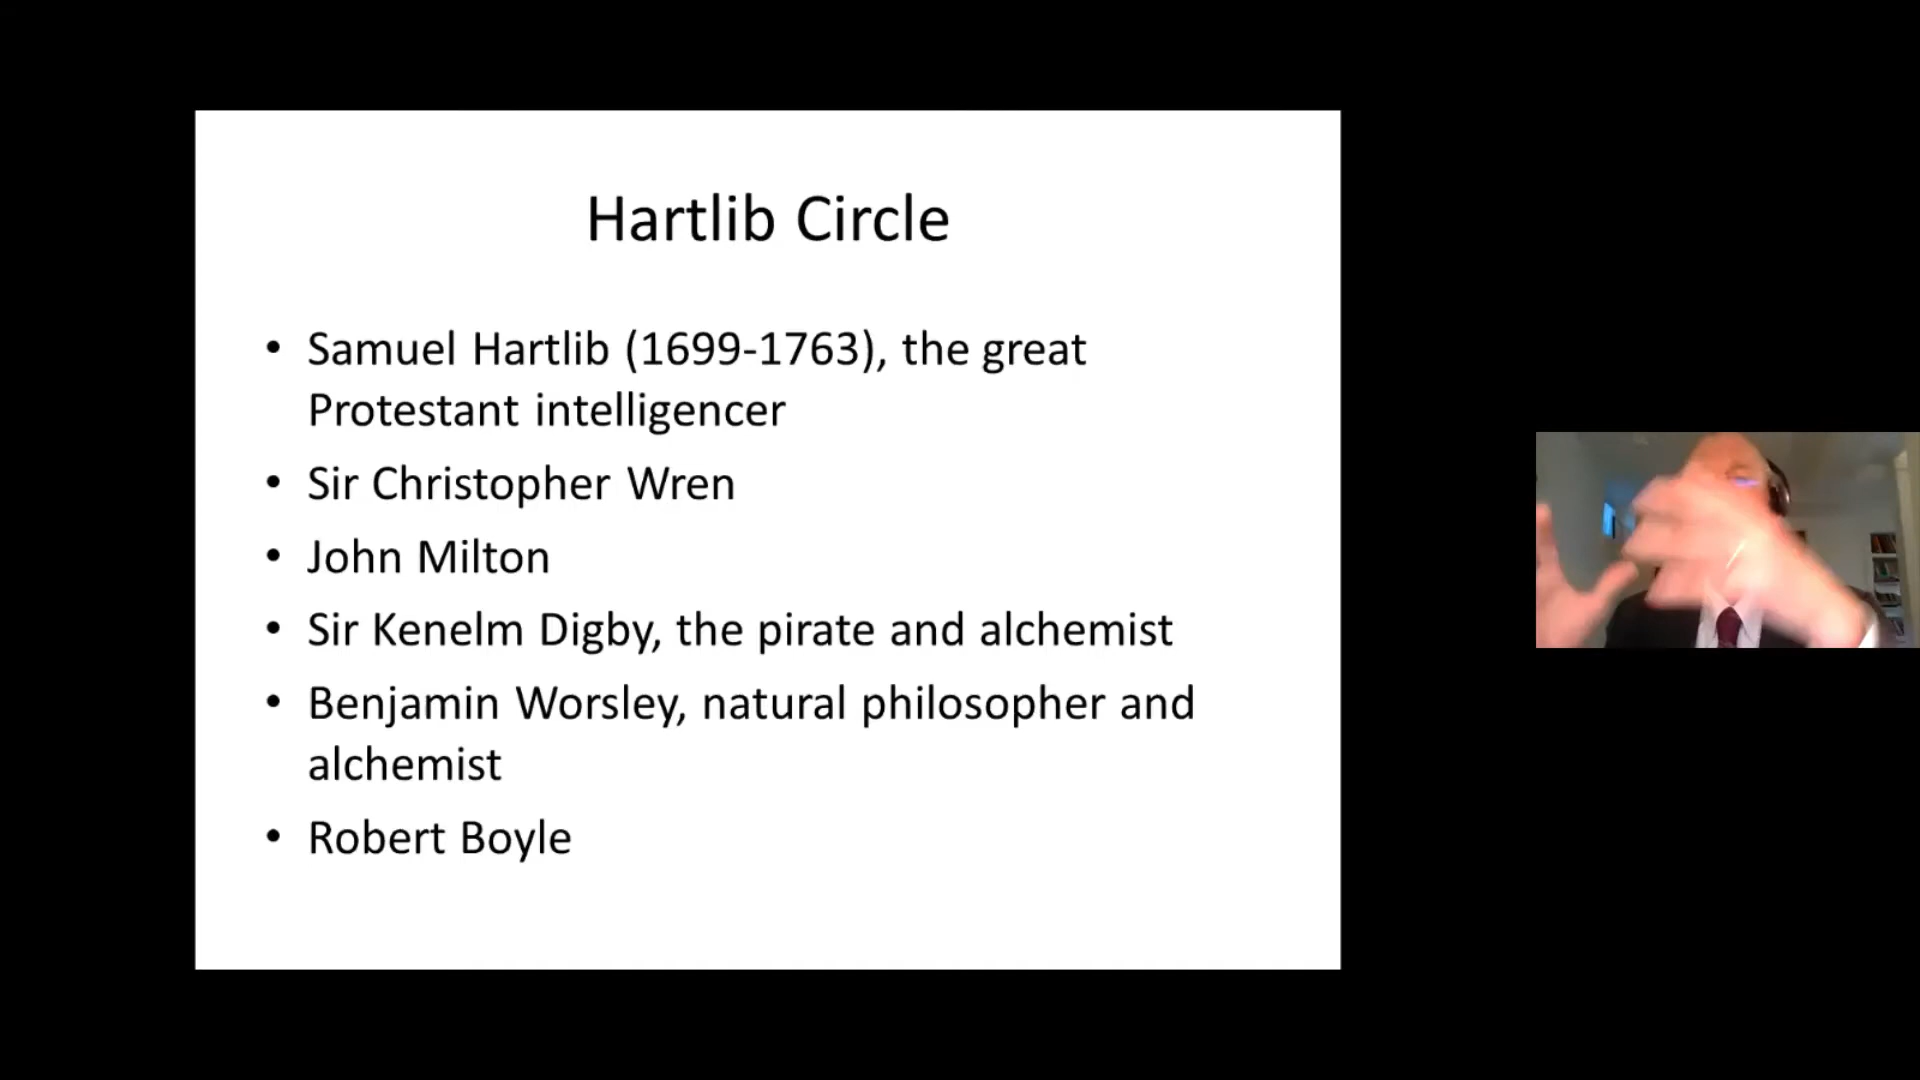 Hartlib Circle
• Samuel Hartlib (1699-1763), the great
Protestant intelligencer
• Sir Christopher Wren
• John Milton
• Sir Kenelm Digby, the pirate and alchemist
• Benjamin Worsley, natural philosopher and
alchemist
• Robert Boyle